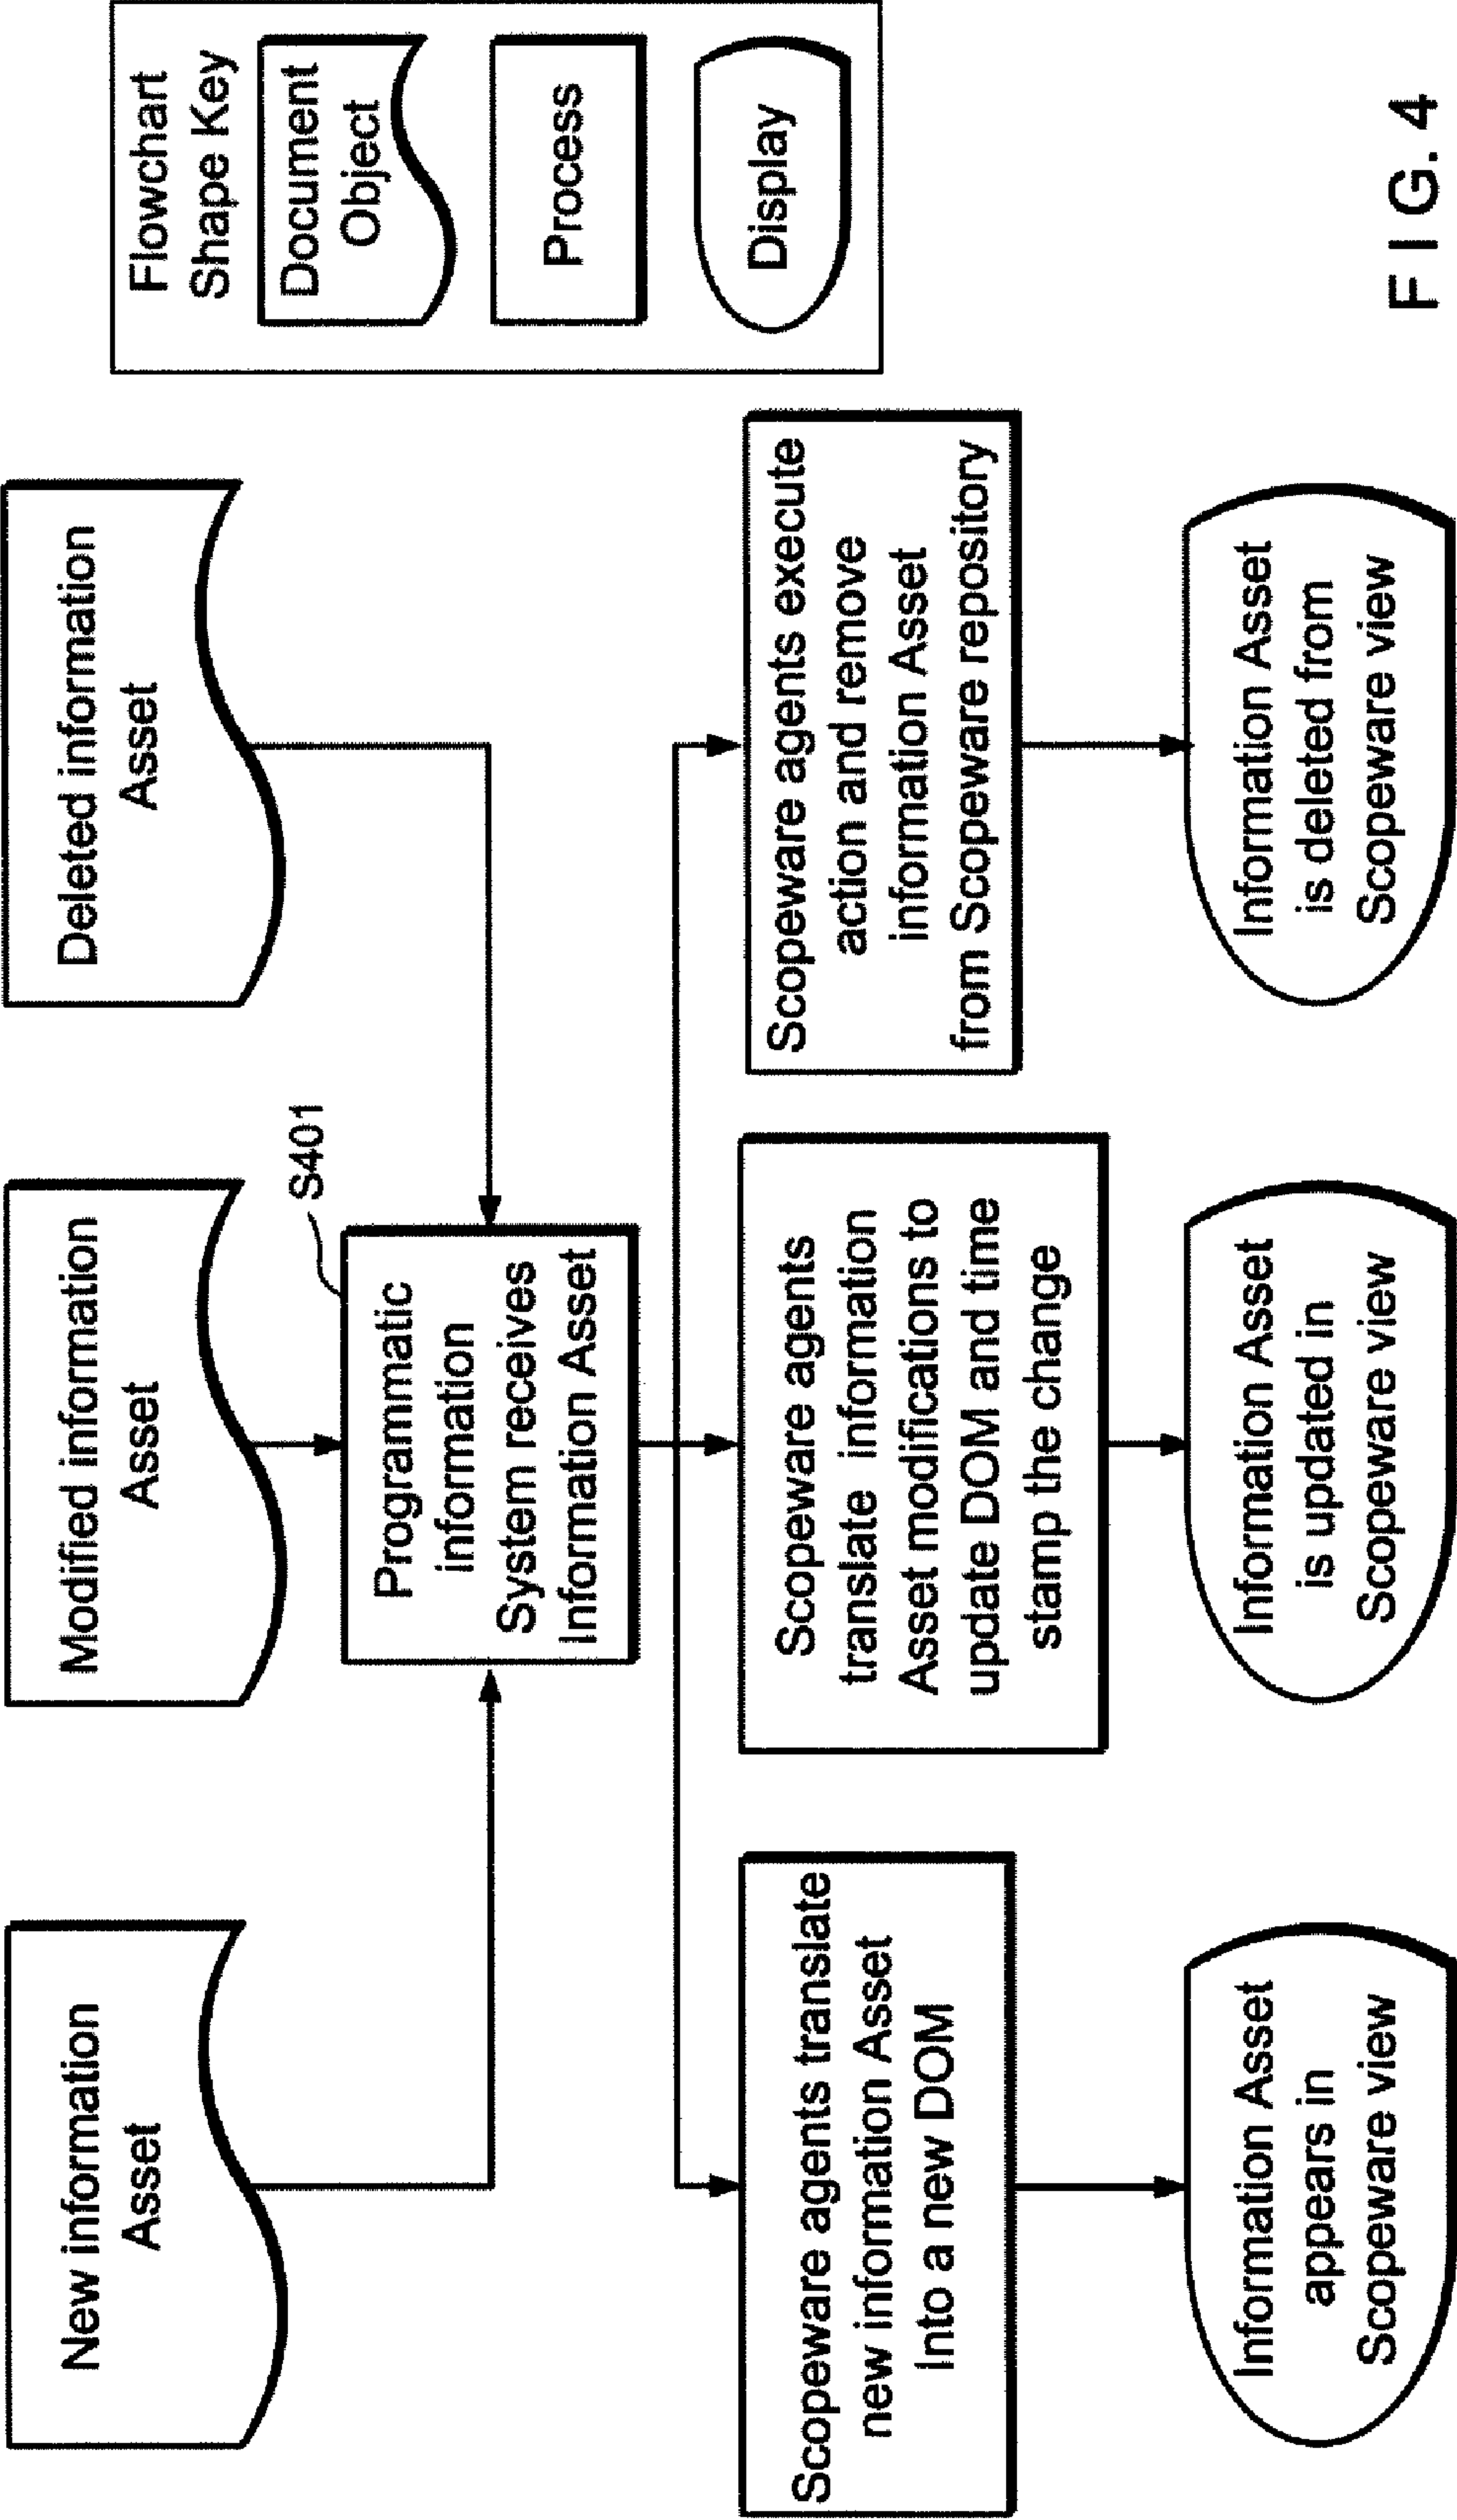 New information
Asset
Modified information
Asset
Deleted information
Asset
Flowchart
Shape Key
Document
Object
Process
Display
S401
Programmatic
information
System receives
Information Asset
Scopeware agents translate
new information Asset
Into a new DOM
Scopeware agents
translate information
Asset modifications to
update DOM and time
stamp the change
Scopeware agents execute
action and remove
information Asset
from Scopeware repository
Information Asset
appears in
Scopeware view
Information Asset
is updated in
Scopeware view
Information Asset
is deleted from
Scopeware view
FIG. 4